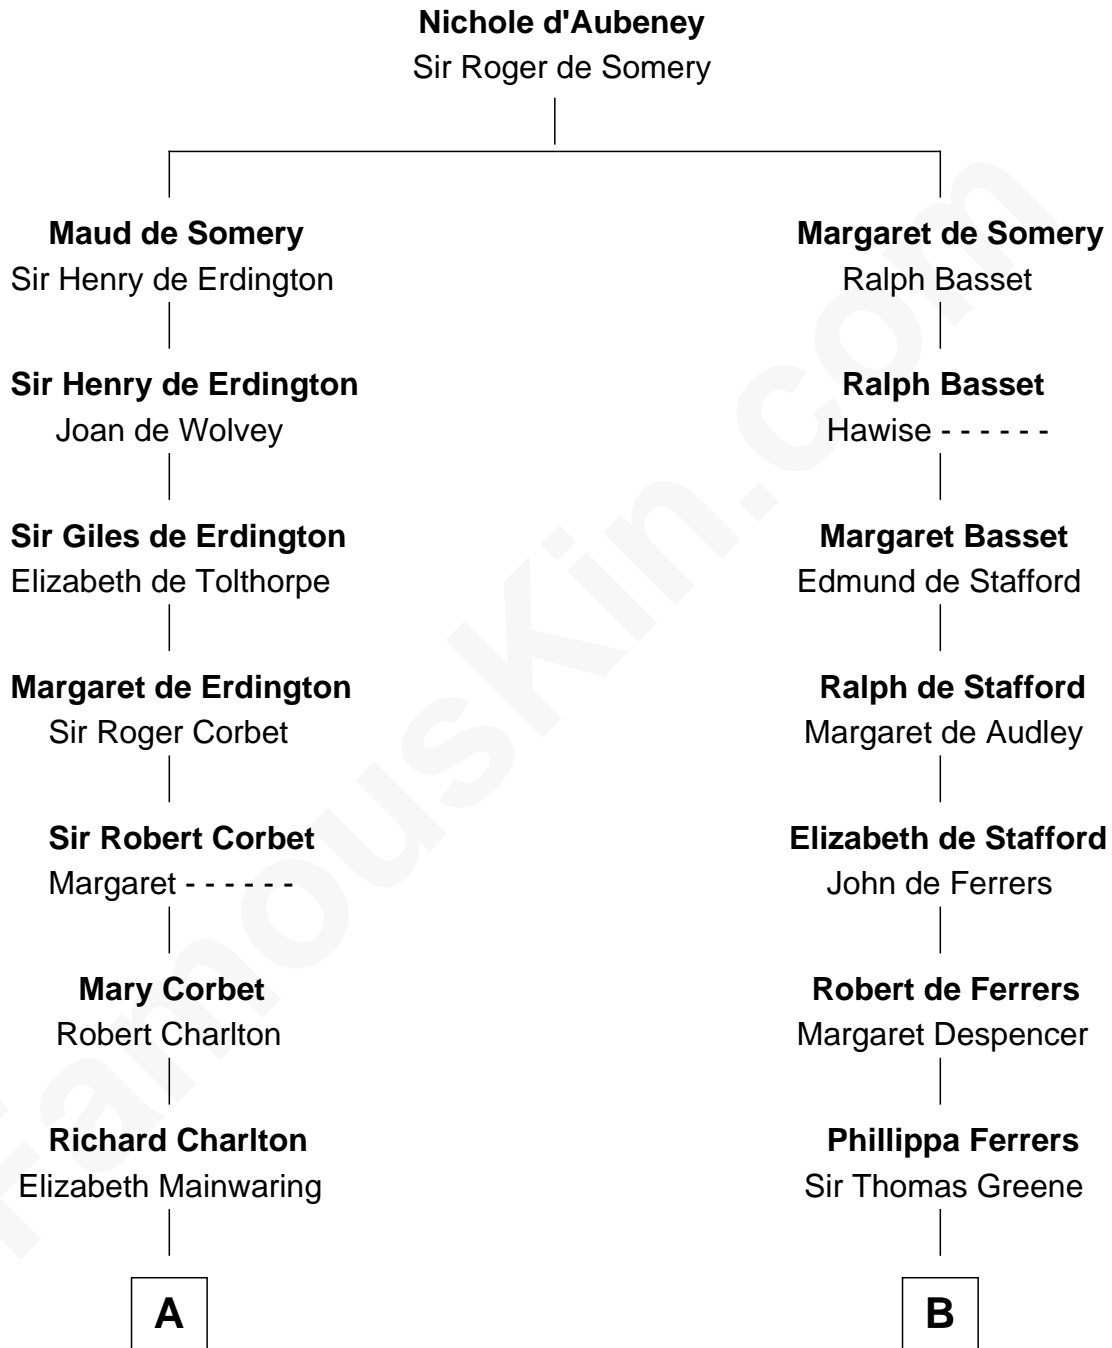 Nichole d'Aubeney
Sir Roger de Somery
Maud de Somery
Sir Henry de Erdington
Sir Henry de Erdington
Joan de Wolvey
Sir Giles de Erdington
Elizabeth de Tolthorpe
Margaret de Erdington
Sir Roger Corbet
Sir Robert Corbet
Margaret - - - - - -
Mary Corbet
Robert Charlton
Richard Charlton
Elizabeth Mainwaring
A
Margaret de Somery
Ralph Basset
Ralph Basset
Hawise - - - - - -
Margaret Basset
Edmund de Stafford
Ralph de Stafford
Margaret de Audley
Elizabeth de Stafford
John de Ferrers
Robert de Ferrers
Margaret Despencer
Phillippa Ferrers
Sir Thomas Greene
B
FamousKin.com